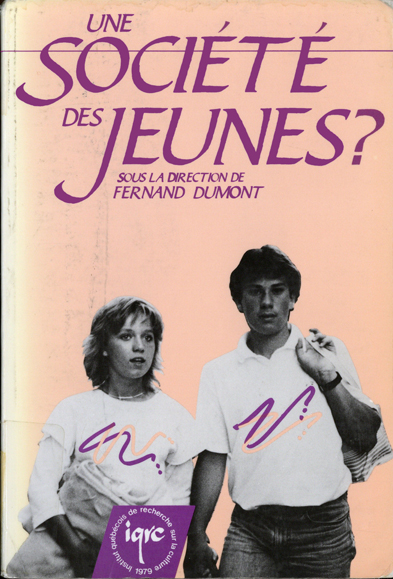 UNE
SOCIÉTÉ
DES JEUNES?
SOUS LA DIRECTION DE
FERNAND DUMONT
institut québécois de recherche sur la culture
iqrc
1979